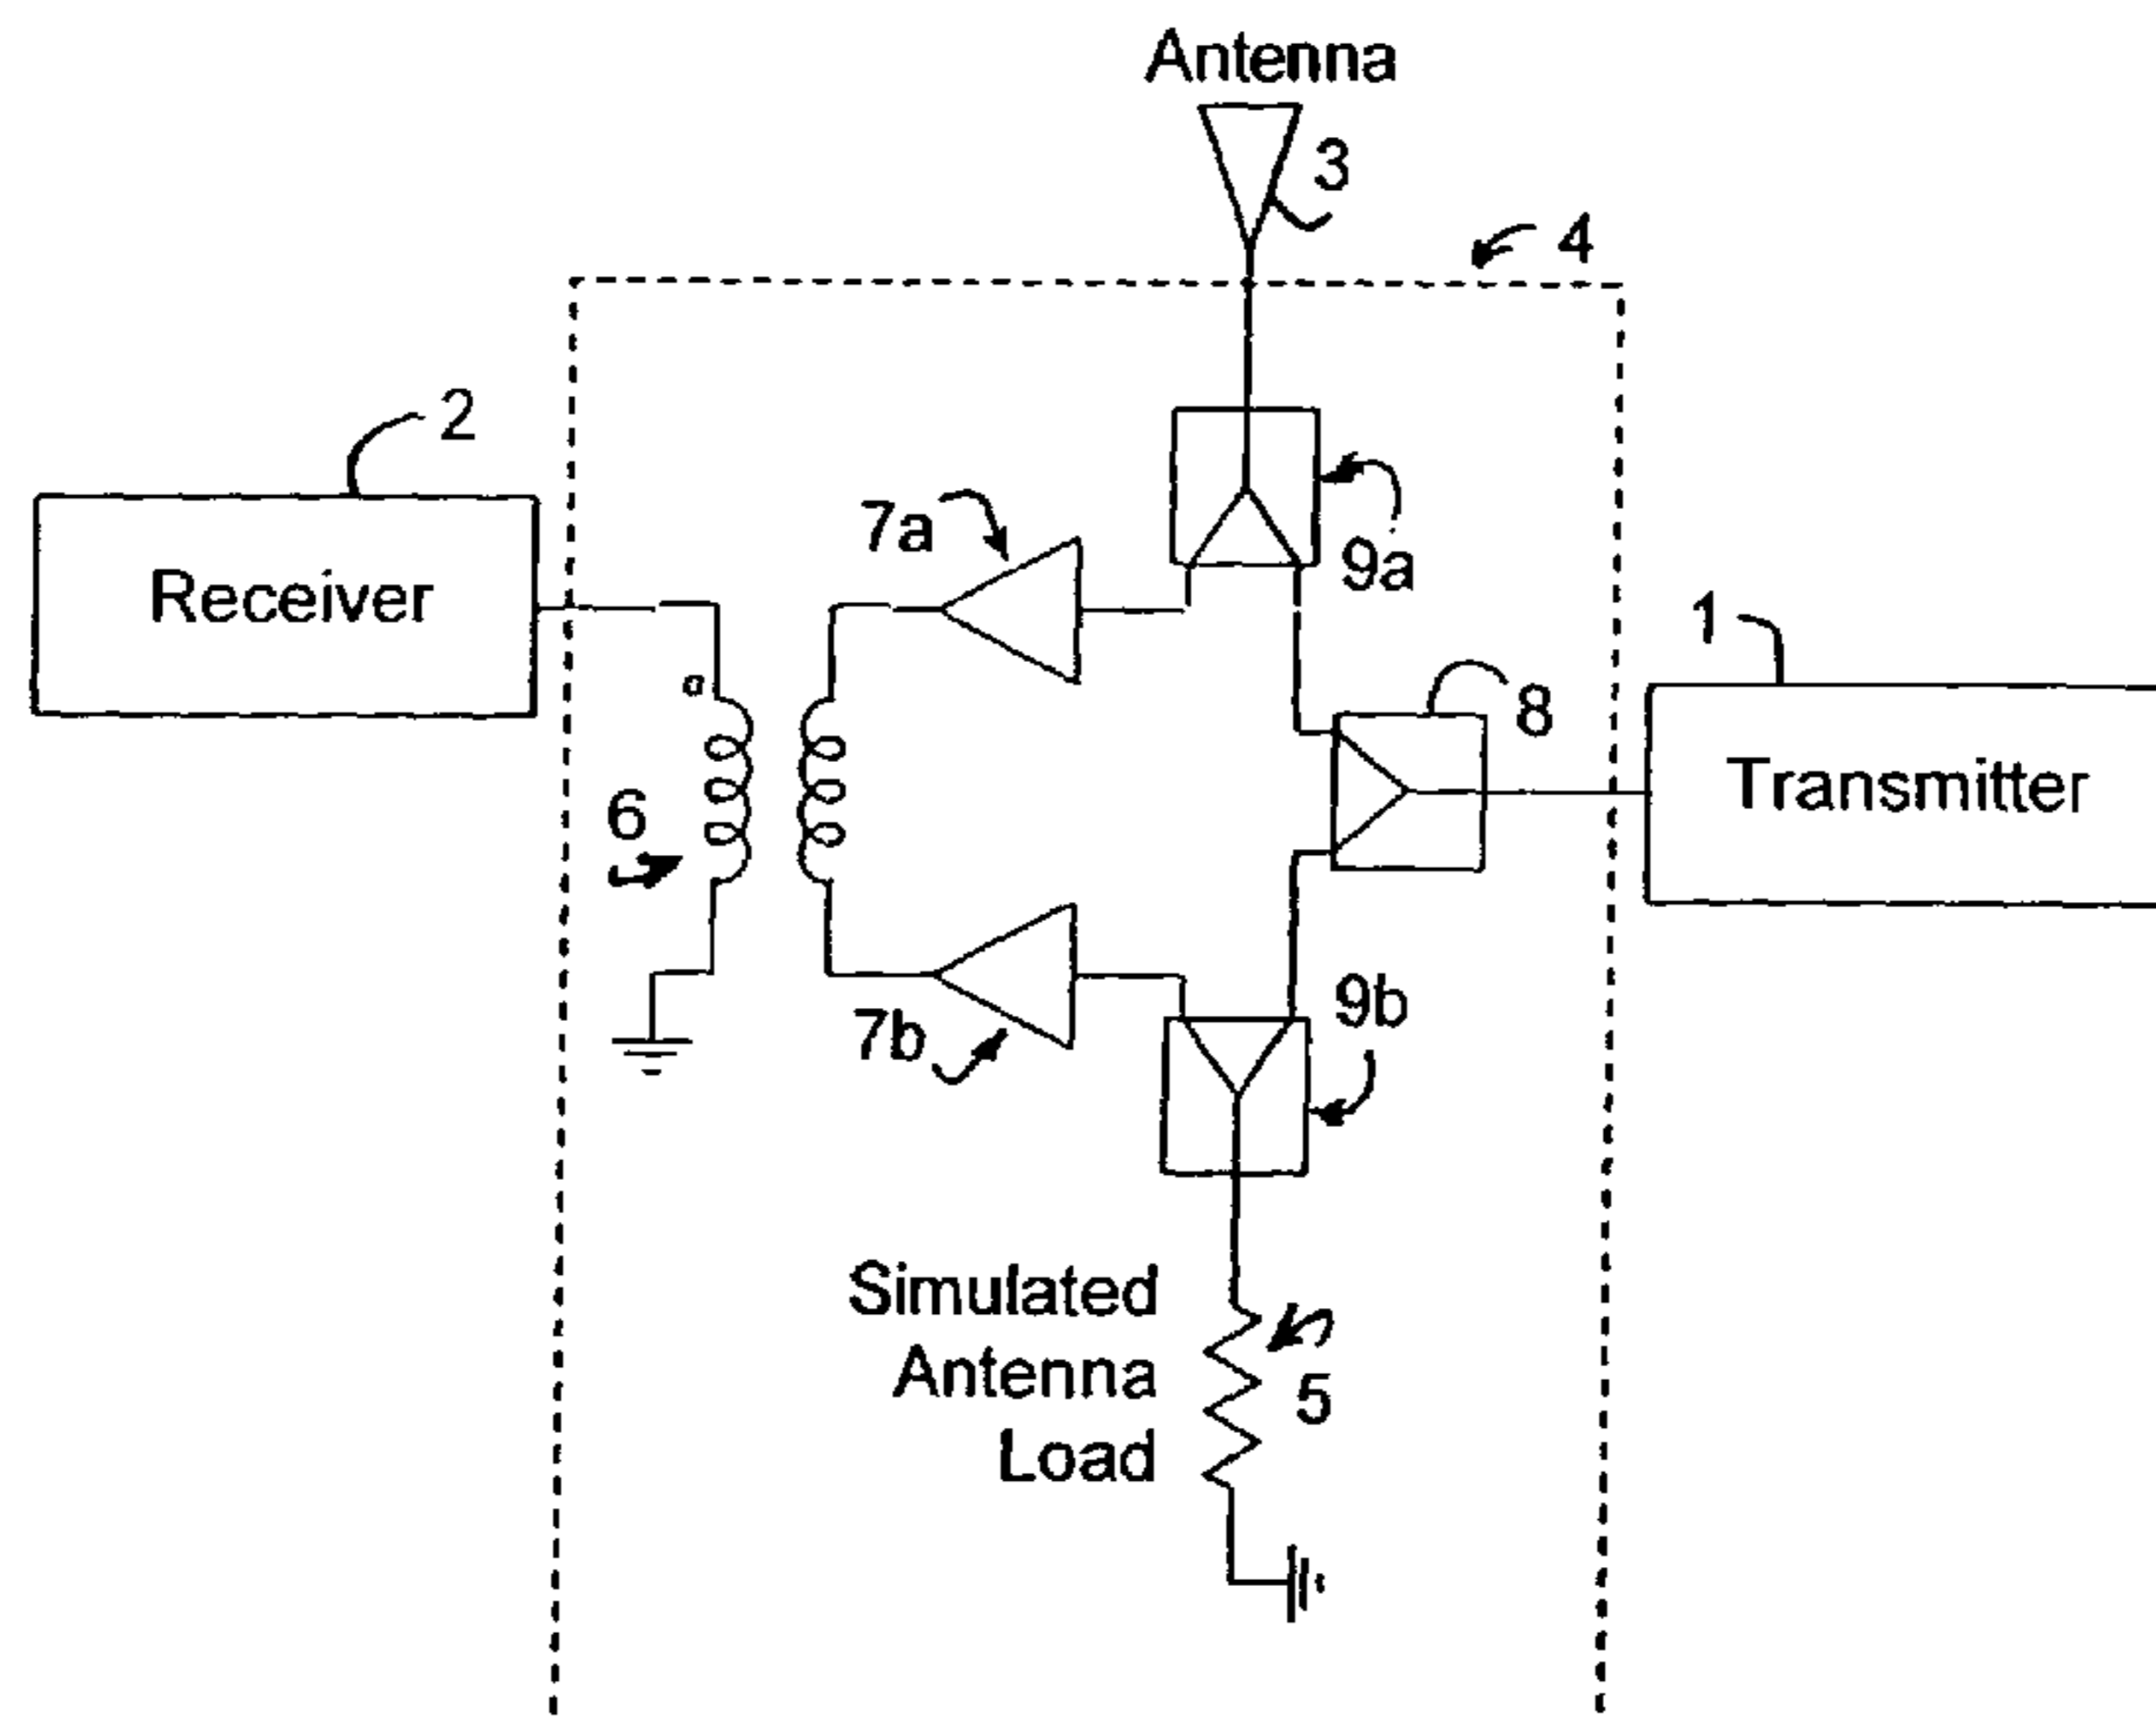 Antenna
3
4
2
7a
9a
Receiver
1
8
Transmitter
6
9b
7b
Simulated
Antenna
Load
5